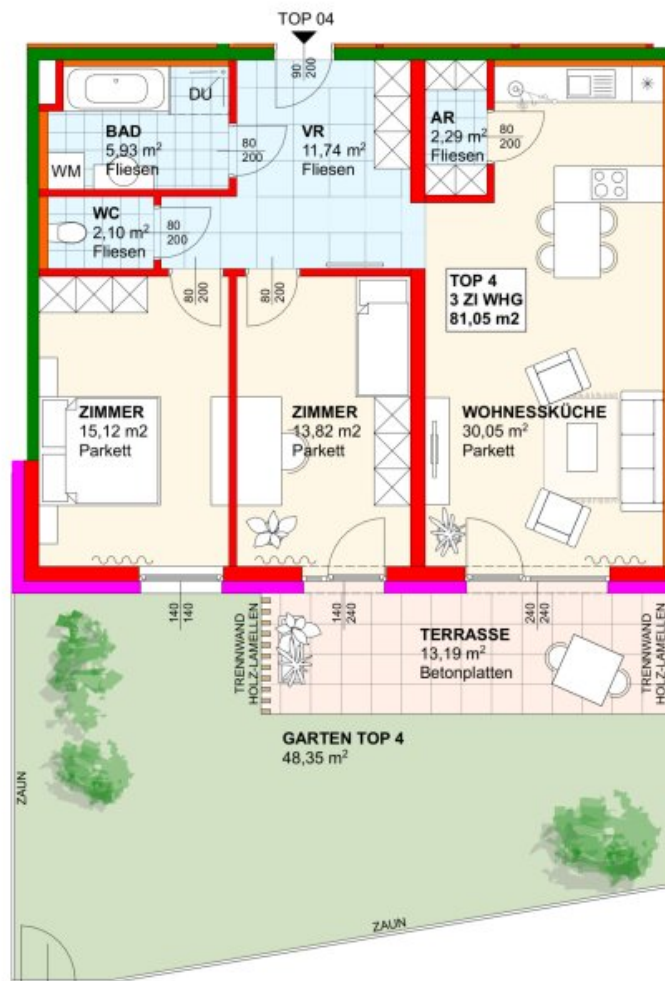 TOP 04
90
200
DU
BAD
5,93 m²
Fliesen
80
200
VR
11,74 m²
Fliesen
AR
2,29 m²
Fliesen
80
200
WM
WC
2,10 m²
Fliesen
80
200
80
200
80
200
TOP 4
3 ZI WHG
81,05 m2
ZIMMER
15,12 m2
Parkett
ZIMMER
13,82 m2
Parkett
WOHNESSKÜCHE
30,05 m²
Parkett
140
140
140
240
240
240
TRENNWAND
HOLZ-LAMELLEN
TERRASSE
13,19 m²
Betonplatten
TRENNWAND
HOLZ-LAMELLEN
GARTEN TOP 4
48,35 m²
ZAUN
ZAUN